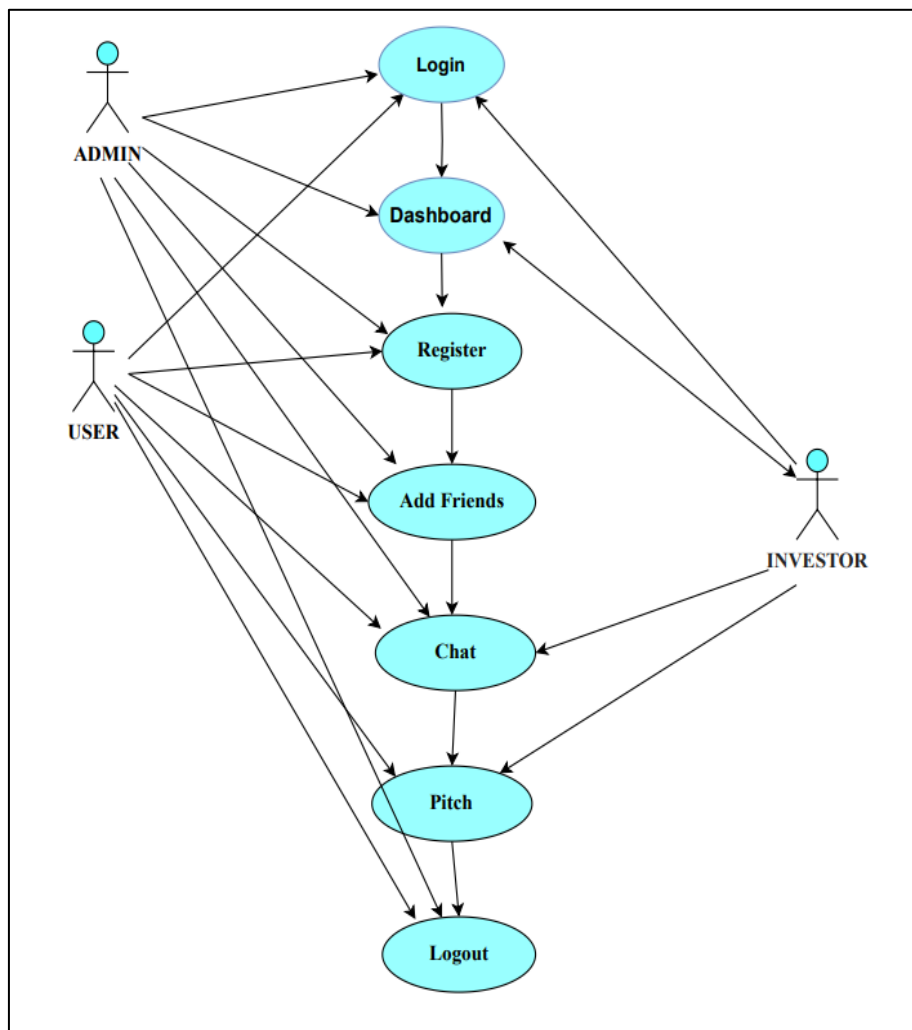 Login
ADMIN
Dashboard
Register
USER
Add Friends
INVESTOR
Chat
Pitch
Logout